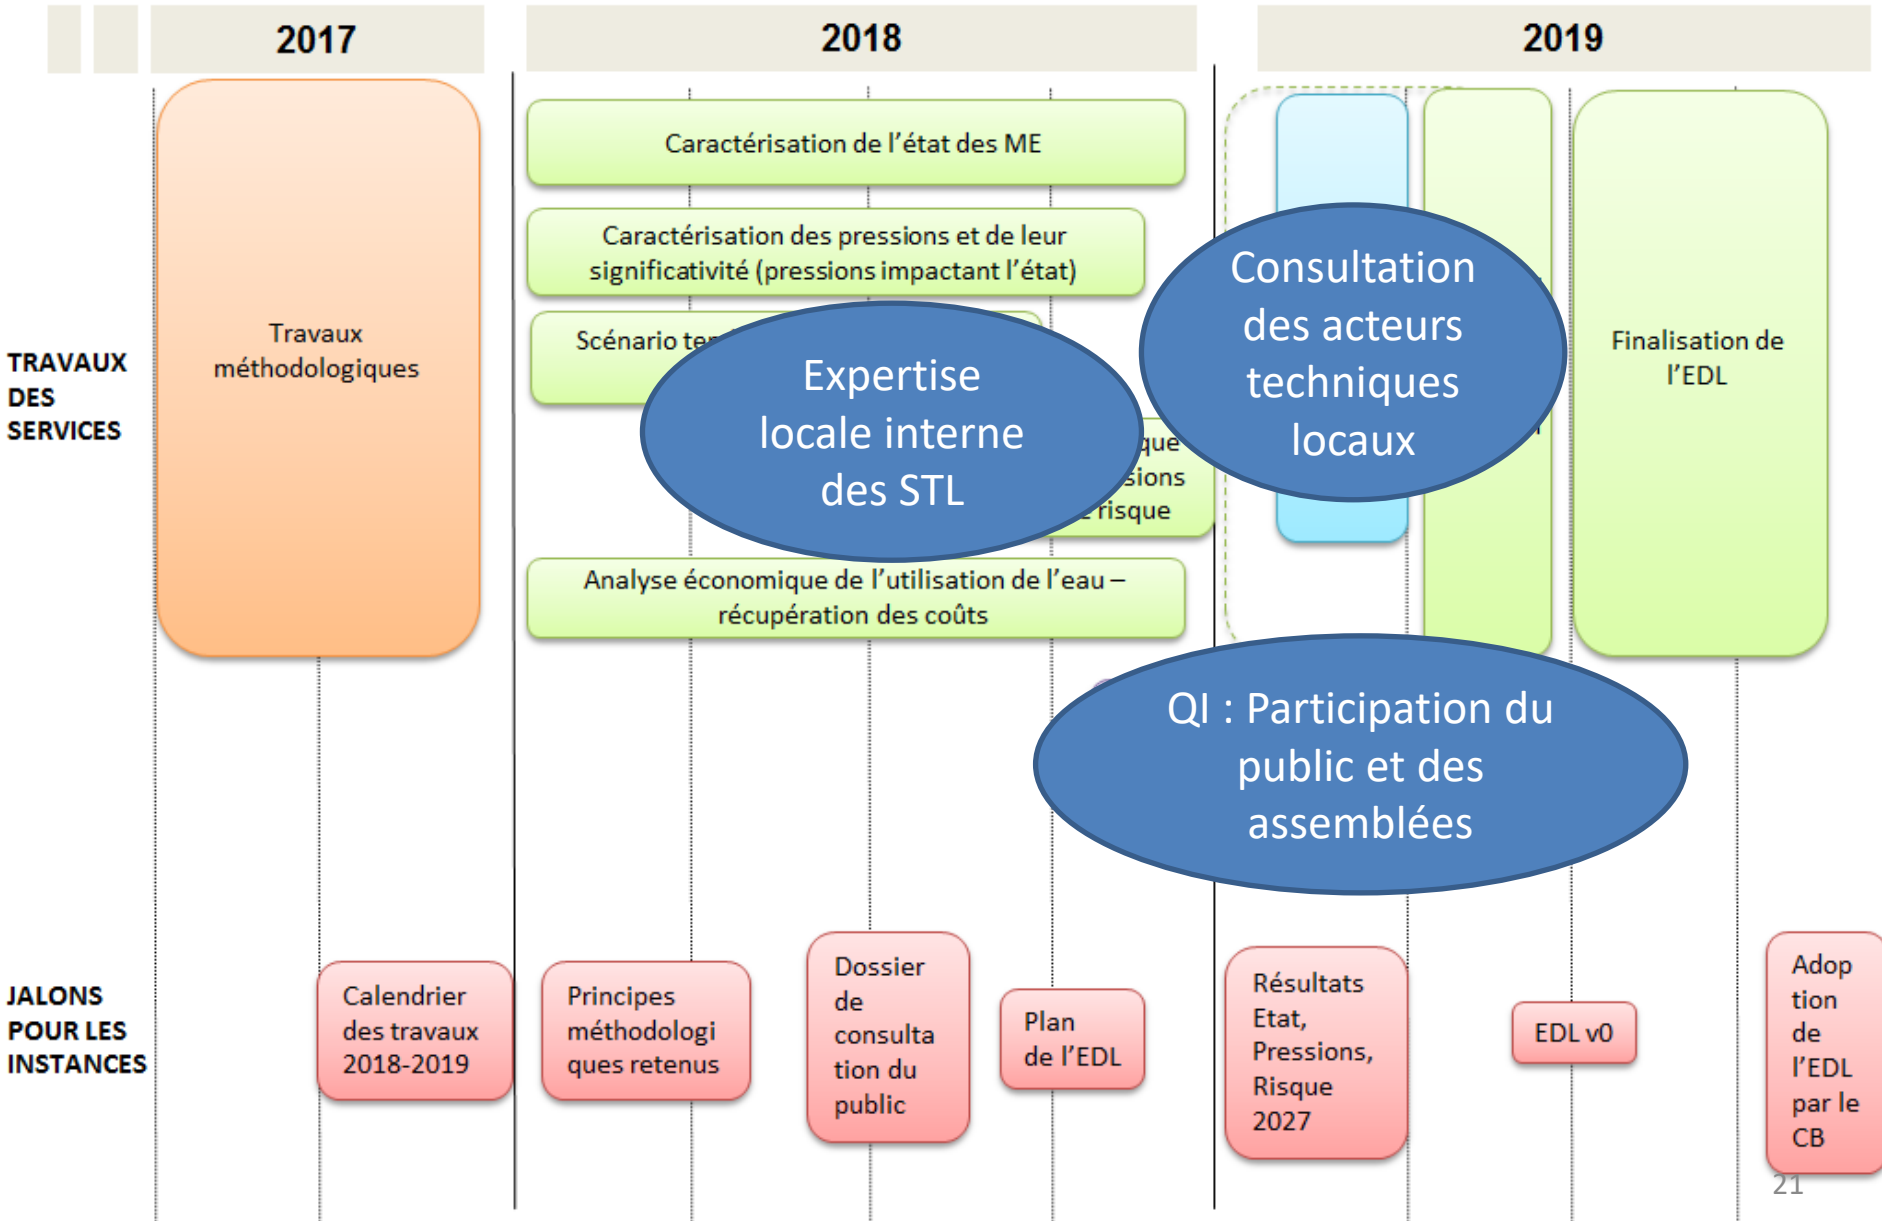 2017
2018
2019
TRAVAUX
DES
SERVICES
Travaux
méthodologiques
Caractérisation de l'état des ME
Caractérisation des pressions et de leur
significativité (pressions impactant l'état)
Scénario
Expertise
locale interne
des STL
risque
Analyse économique de l'utilisation de l'eau –
récupération des coûts
Consultation
des acteurs
techniques
locaux
Finalisation de
l'EDL
QI : Participation du
public et des
assemblées
JALONS
POUR LES
INSTANCES
Calendrier
des travaux
2018-2019
Principes
méthodologi
ques retenus
Dossier
de
consulta
tion du
public
Plan
de l'EDL
Résultats
Etat,
Pressions,
Risque
2027
EDL v0
Adop
tion
de
l'EDL
par le
CB
21